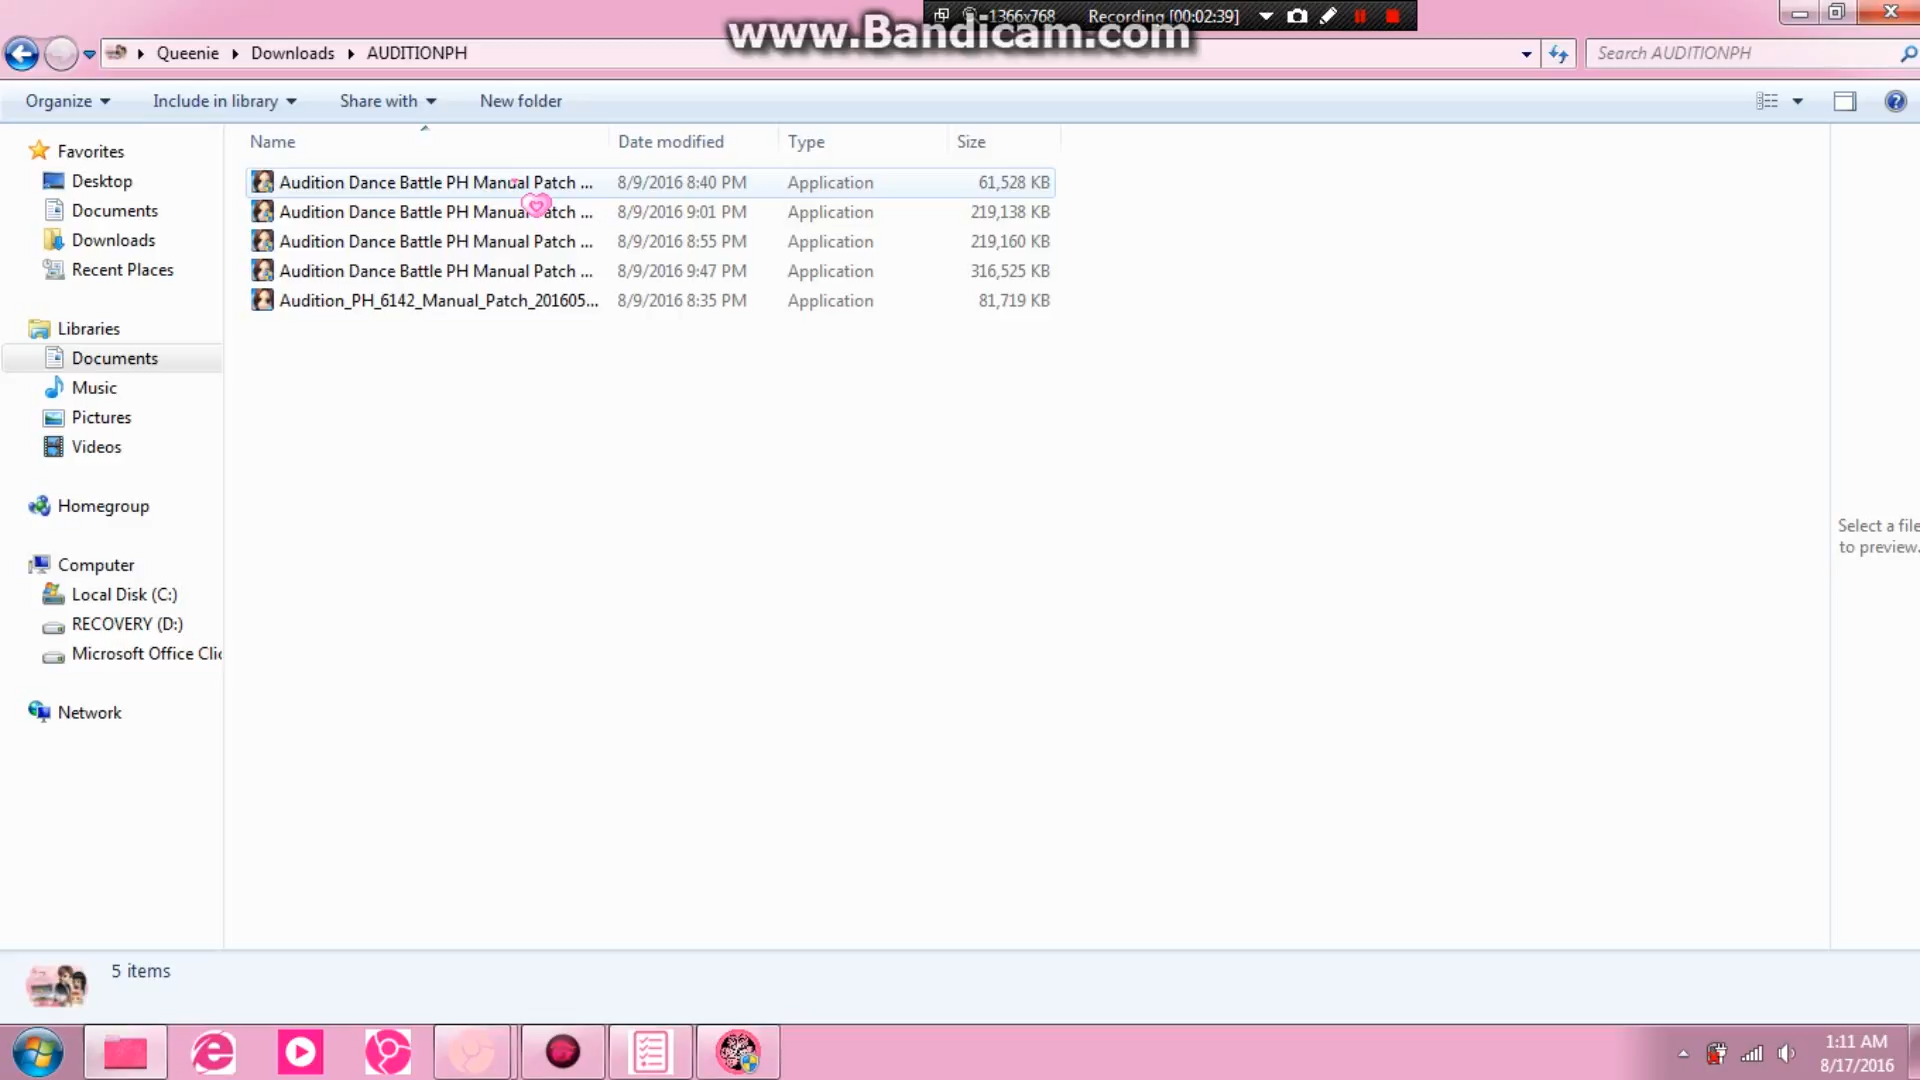 =1366x768 Recording [00:02:39]
www.Bandicam.com
Queenie Downloads AUDITIONPH
Search AUDITIONPH
Organize Include in library Share with New folder
Name Date modified Type Size
Favorites
Desktop
Documents
Downloads
Recent Places
Libraries
Documents
Music
Pictures
Videos
Homegroup
Computer
Local Disk (C:)
RECOVERY (D:)
Microsoft Office Clic
Network
Audition Dance Battle PH Manual Patch ... 8/9/2016 8:40 PM Application 61,528 KB
Audition Dance Battle PH Manual Patch ... 8/9/2016 9:01 PM Application 219,138 KB
Audition Dance Battle PH Manual Patch ... 8/9/2016 8:55 PM Application 219,160 KB
Audition Dance Battle PH Manual Patch ... 8/9/2016 9:47 PM Application 316,525 KB
Audition_PH_6142_Manual_Patch_201605... 8/9/2016 8:35 PM Application 81,719 KB
Select a file
to preview.
5 items
1:11 AM
8/17/2016